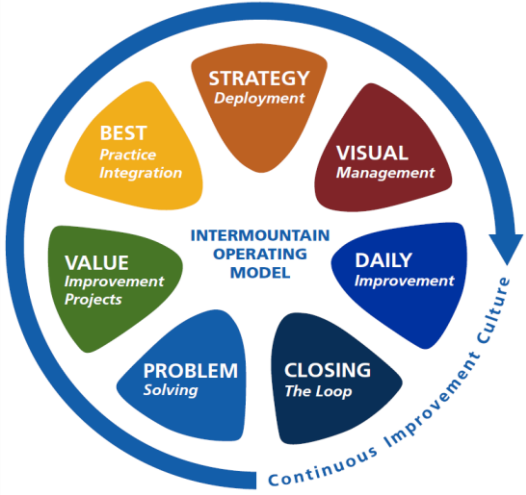 STRATEGY
Deployment
VISUAL
Management
DAILY
Improvement
CLOSING
The Loop
PROBLEM
Solving
VALUE
Improvement
Projects
BEST
Practice
Integration
INTERMOUNTAIN
OPERATING
MODEL
Continuous Improvement Culture